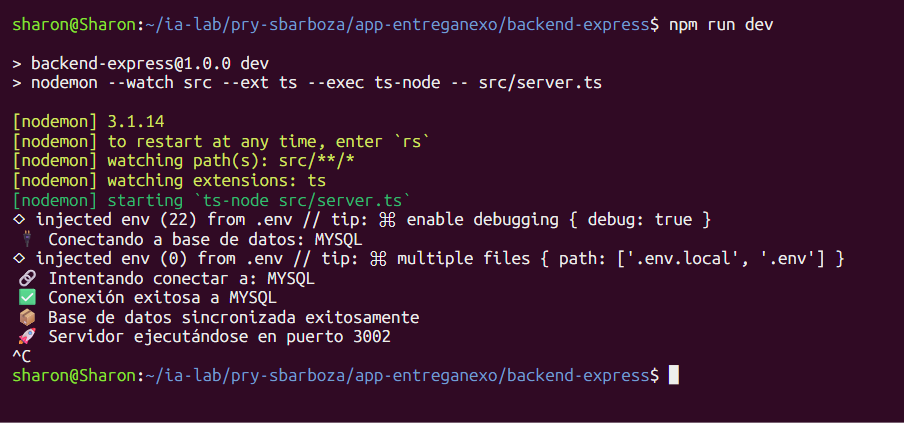 sharon@Sharon:~/ia-lab/pry-sbarboza/app-entreganexo/backend-express$ npm run dev
> backend-express@1.0.0 dev
> nodemon --watch src --ext ts --exec ts-node -- src/server.ts
[nodemon] 3.1.14
[nodemon] to restart at any time, enter `rs`
[nodemon] watching path(s): src/**/*
[nodemon] watching extensions: ts
[nodemon] starting `ts-node src/server.ts`
◇ injected env (22) from .env // tip: ⌘ enable debugging { debug: true }
🔌 Conectando a base de datos: MYSQL
◇ injected env (0) from .env // tip: ⌘ multiple files { path: ['.env.local', '.env'] }
🔗 Intentando conectar a: MYSQL
✅ Conexión exitosa a MYSQL
📦 Base de datos sincronizada exitosamente
🚀 Servidor ejecutándose en puerto 3002
^C
sharon@Sharon:~/ia-lab/pry-sbarboza/app-entreganexo/backend-express$